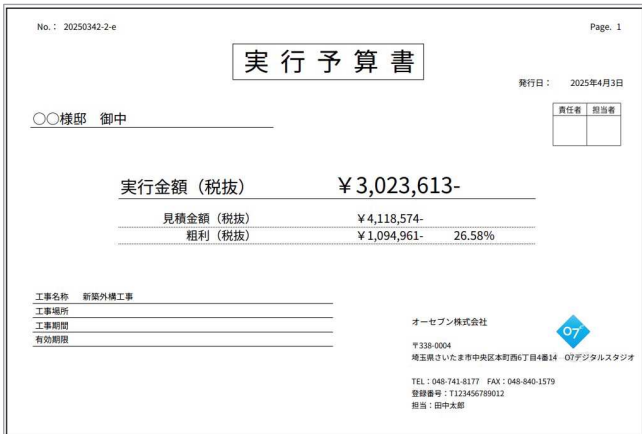 No.： 20250342-2-e
Page. 1
実行予算書
発行日： 2025年4月3日
責任者 担当者
○○様邸 御中
実行金額（税抜） ￥3,023,613-
見積金額（税抜） ￥4,118,574-
粗利（税抜） ￥1,094,961- 26.58%
工事名称 新築外構工事
工事場所
工事期間
有効期限
オーセブン株式会社
O7
〒338-0004
埼玉県さいたま市中央区本町西6丁目4番14 O7デジタルスタジオ
TEL：048-741-8177 FAX：048-840-1579
登録番号：T123456789012
担当：田中太郎